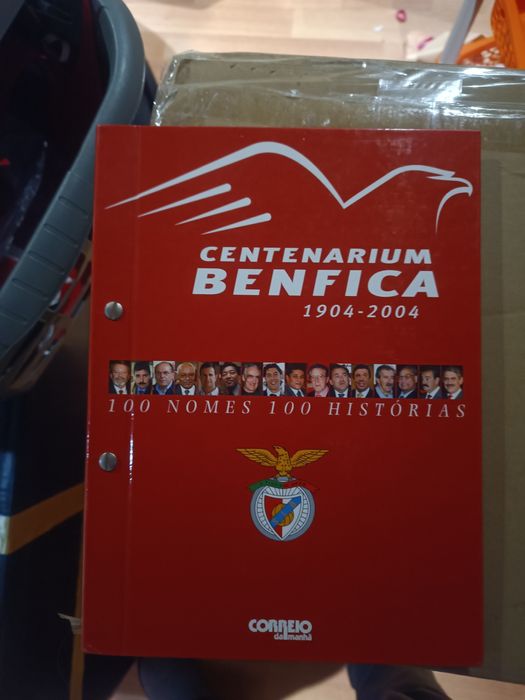 CENTENARIUM
BENFICA
1904-2004
100 NOMES 100 HISTÓRIAS
CORREIO
da manhã